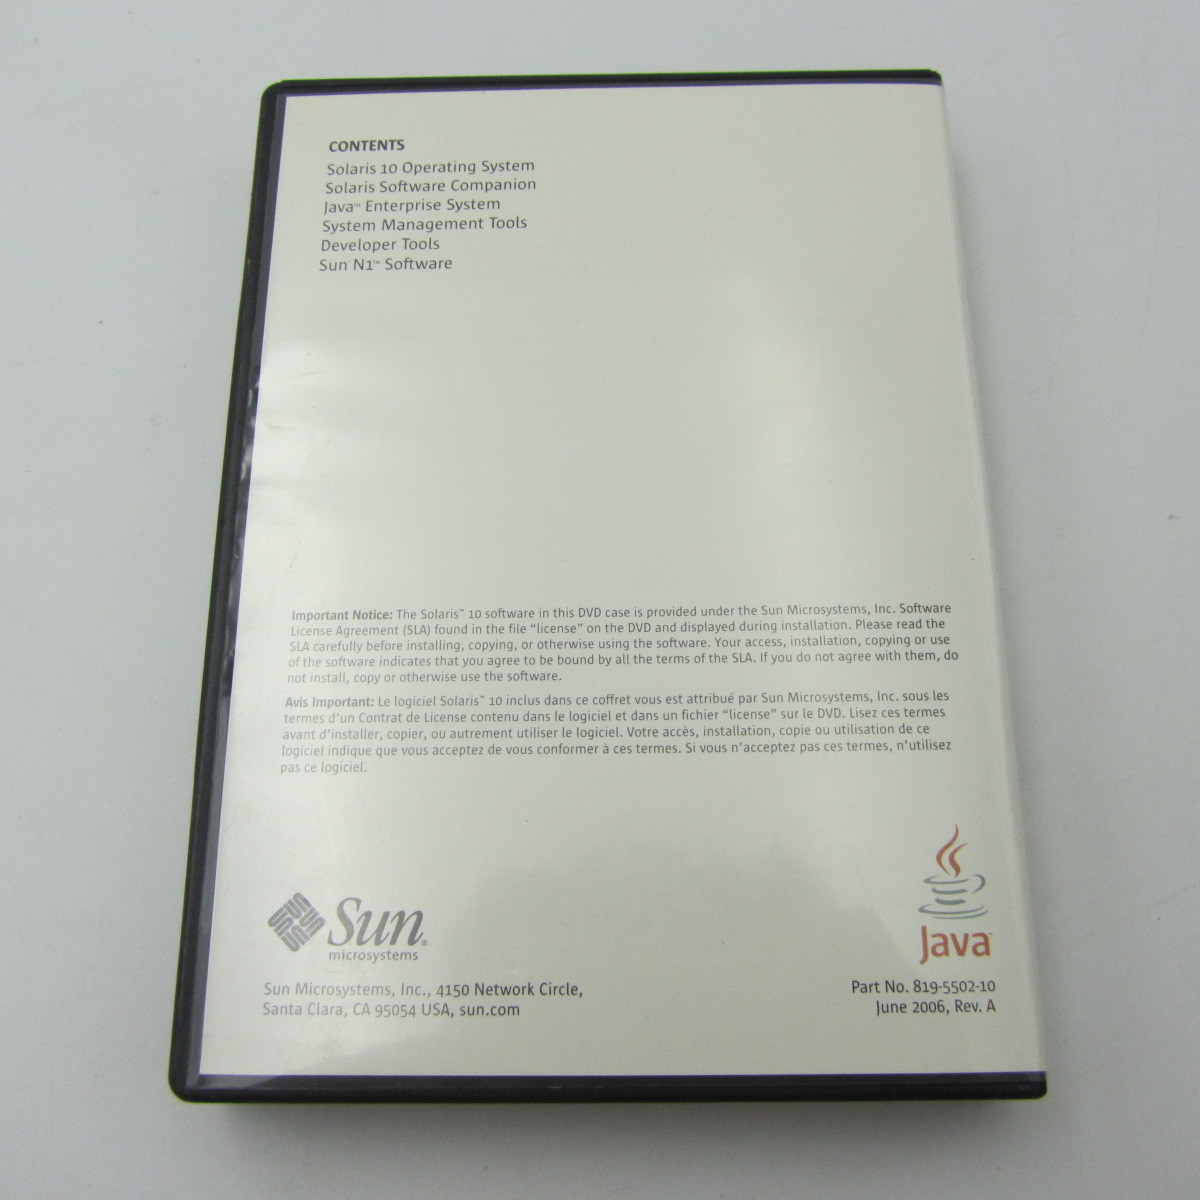 CONTENTS
Solaris 10 Operating System
Solaris Software Companion
Java™ Enterprise System
System Management Tools
Developer Tools
Sun N1™ Software
Important Notice: The Solaris™ 10 software in this DVD case is provided under the Sun Microsystems, Inc. Software
License Agreement (SLA) found in the file “license” on the DVD and displayed during installation. Please read the
SLA carefully before installing, copying, or otherwise using the software. Your access, installation, copying or use
of the software indicates that you agree to be bound by all the terms of the SLA. If you do not agree with them, do
not install, copy or otherwise use the software.
Avis Important: Le logiciel Solaris™ 10 inclus dans ce coffret vous est attribué par Sun Microsystems, Inc. sous les
termes d’un Contrat de License contenu dans le logiciel et dans un fichier “license” sur le DVD. Lisez ces termes
avant d’installer, copier, ou autrement utiliser le logiciel. Votre accès, installation, copie ou utilisation de ce
logiciel indique que vous acceptez de vous conformer à ces termes. Si vous n’acceptez pas ces termes, n’utilisez
pas ce logiciel.
Sun®
microsystems
Java™
Sun Microsystems, Inc., 4150 Network Circle,
Santa Clara, CA 95054 USA, sun.com
Part No. 819-5502-10
June 2006, Rev. A